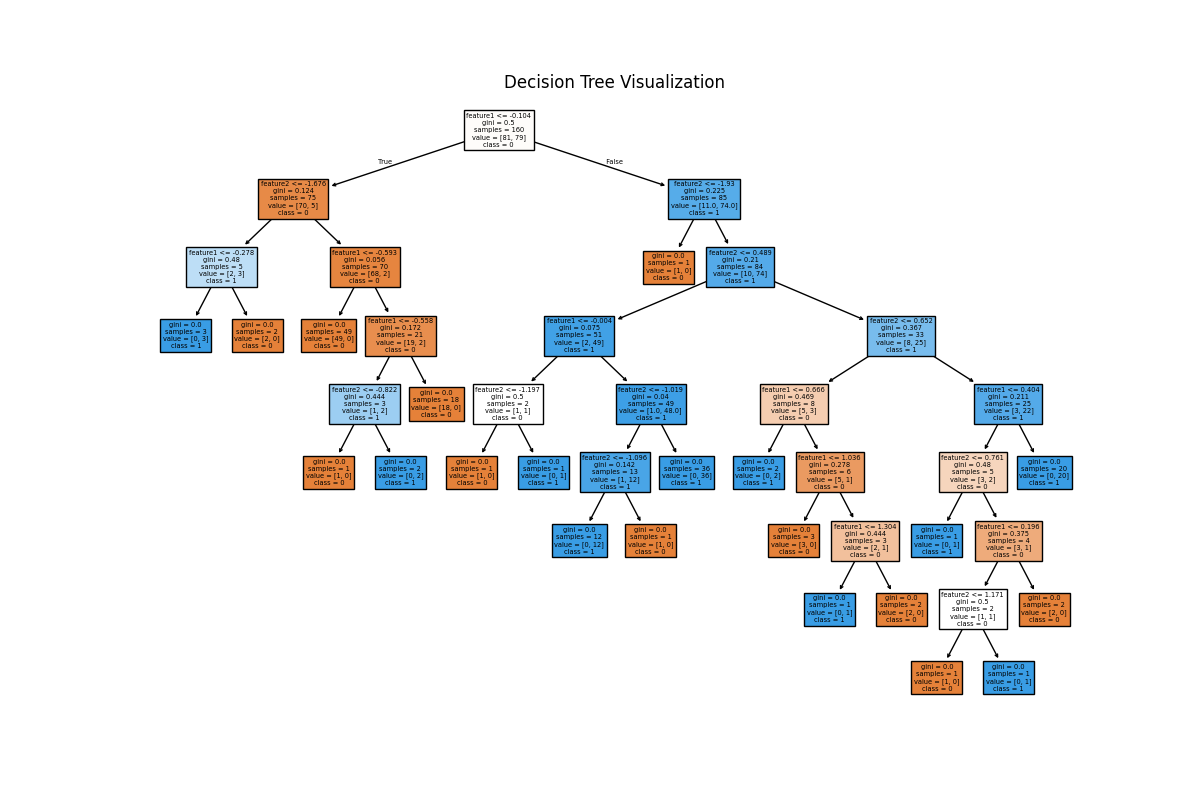 Decision Tree Visualization
feature1 <= -0.104
gini = 0.5
samples = 160
value = [81, 79]
class = 0
True
False
feature2 <= -1.676
gini = 0.124
samples = 75
value = [70, 5]
class = 0
feature2 <= -1.93
gini = 0.225
samples = 85
value = [11.0, 74.0]
class = 1
feature1 <= -0.278
gini = 0.48
samples = 5
value = [2, 3]
class = 1
feature1 <= -0.593
gini = 0.056
samples = 70
value = [68, 2]
class = 0
gini = 0.0
samples = 1
value = [1, 0]
class = 0
feature2 <= 0.489
gini = 0.21
samples = 84
value = [10, 74]
class = 1
gini = 0.0
samples = 3
value = [0, 3]
class = 1
gini = 0.0
samples = 2
value = [2, 0]
class = 0
gini = 0.0
samples = 49
value = [49, 0]
class = 0
feature1 <= -0.558
gini = 0.172
samples = 21
value = [19, 2]
class = 0
feature1 <= -0.004
gini = 0.075
samples = 51
value = [2, 49]
class = 1
feature2 <= 0.652
gini = 0.367
samples = 33
value = [8, 25]
class = 1
feature2 <= -0.822
gini = 0.444
samples = 3
value = [1, 2]
class = 1
gini = 0.0
samples = 18
value = [18, 0]
class = 0
feature2 <= -1.197
gini = 0.5
samples = 2
value = [1, 1]
class = 0
feature2 <= -1.019
gini = 0.04
samples = 49
value = [1.0, 48.0]
class = 1
feature1 <= 0.666
gini = 0.469
samples = 8
value = [5, 3]
class = 0
feature1 <= 0.404
gini = 0.211
samples = 25
value = [3, 22]
class = 1
gini = 0.0
samples = 1
value = [1, 0]
class = 0
gini = 0.0
samples = 2
value = [0, 2]
class = 1
gini = 0.0
samples = 1
value = [1, 0]
class = 0
gini = 0.0
samples = 1
value = [0, 1]
class = 1
feature2 <= -1.096
gini = 0.142
samples = 13
value = [1, 12]
class = 1
gini = 0.0
samples = 36
value = [0, 36]
class = 1
gini = 0.0
samples = 2
value = [0, 2]
class = 1
feature1 <= 1.036
gini = 0.278
samples = 6
value = [5, 1]
class = 0
feature2 <= 0.761
gini = 0.48
samples = 5
value = [3, 2]
class = 0
gini = 0.0
samples = 20
value = [0, 20]
class = 1
gini = 0.0
samples = 12
value = [0, 12]
class = 1
gini = 0.0
samples = 1
value = [1, 0]
class = 0
gini = 0.0
samples = 3
value = [3, 0]
class = 0
feature1 <= 1.304
gini = 0.444
samples = 3
value = [2, 1]
class = 0
gini = 0.0
samples = 1
value = [0, 1]
class = 1
feature1 <= 0.196
gini = 0.375
samples = 4
value = [3, 1]
class = 0
gini = 0.0
samples = 1
value = [0, 1]
class = 1
gini = 0.0
samples = 2
value = [2, 0]
class = 0
feature2 <= 1.171
gini = 0.5
samples = 2
value = [1, 1]
class = 0
gini = 0.0
samples = 2
value = [2, 0]
class = 0
gini = 0.0
samples = 1
value = [1, 0]
class = 0
gini = 0.0
samples = 1
value = [0, 1]
class = 1